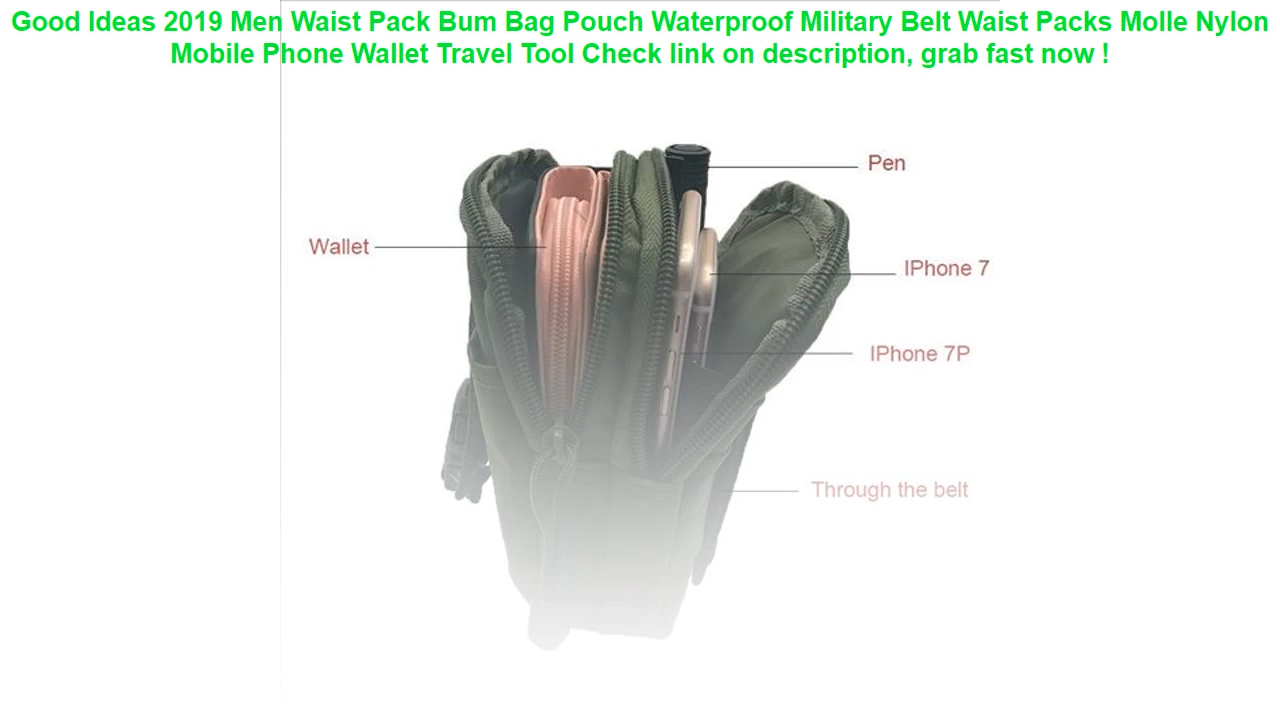 Good Ideas 2019 Men Waist Pack Bum Bag Pouch Waterproof Military Belt Waist Packs Molle Nylon
Mobile Phone Wallet Travel Tool Check link on description, grab fast now !
Pen
Wallet
IPhone 7
IPhone 7P
Through the belt